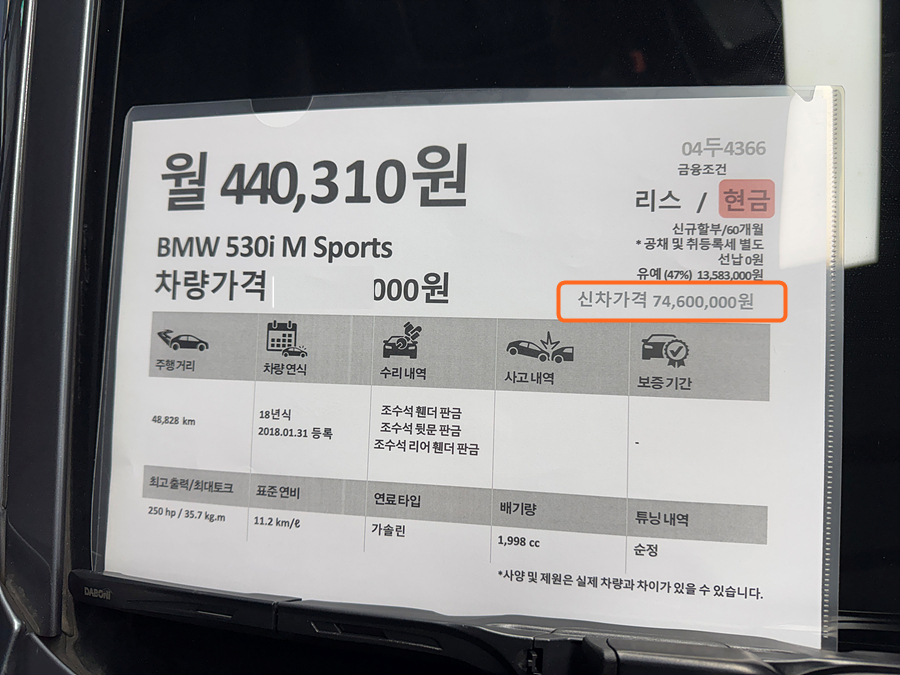 04두4366
금융조건
월 440,310원
리스 / 현금
신규할부/60개월
* 공채 및 취등록세 별도
선납 0원
유예 (47%) 13,583,000원
BMW 530i M Sports
차량가격 000원
신차가격 74,600,000원
주행거리 차량 연식 수리 내역 사고 내역 보증 기간
48,828 km
18년식
2018.01.31 등록
조수석 휀더 판금
조수석 뒷문 판금
조수석 리어 휀더 판금
-
최고 출력/최대토크 표준 연비 연료 타입 배기량 튜닝 내역
250 hp / 35.7 kg.m 11.2 km/ℓ 가솔린 1,998 cc 순정
*사양 및 제원은 실제 차량과 차이가 있을 수 있습니다.